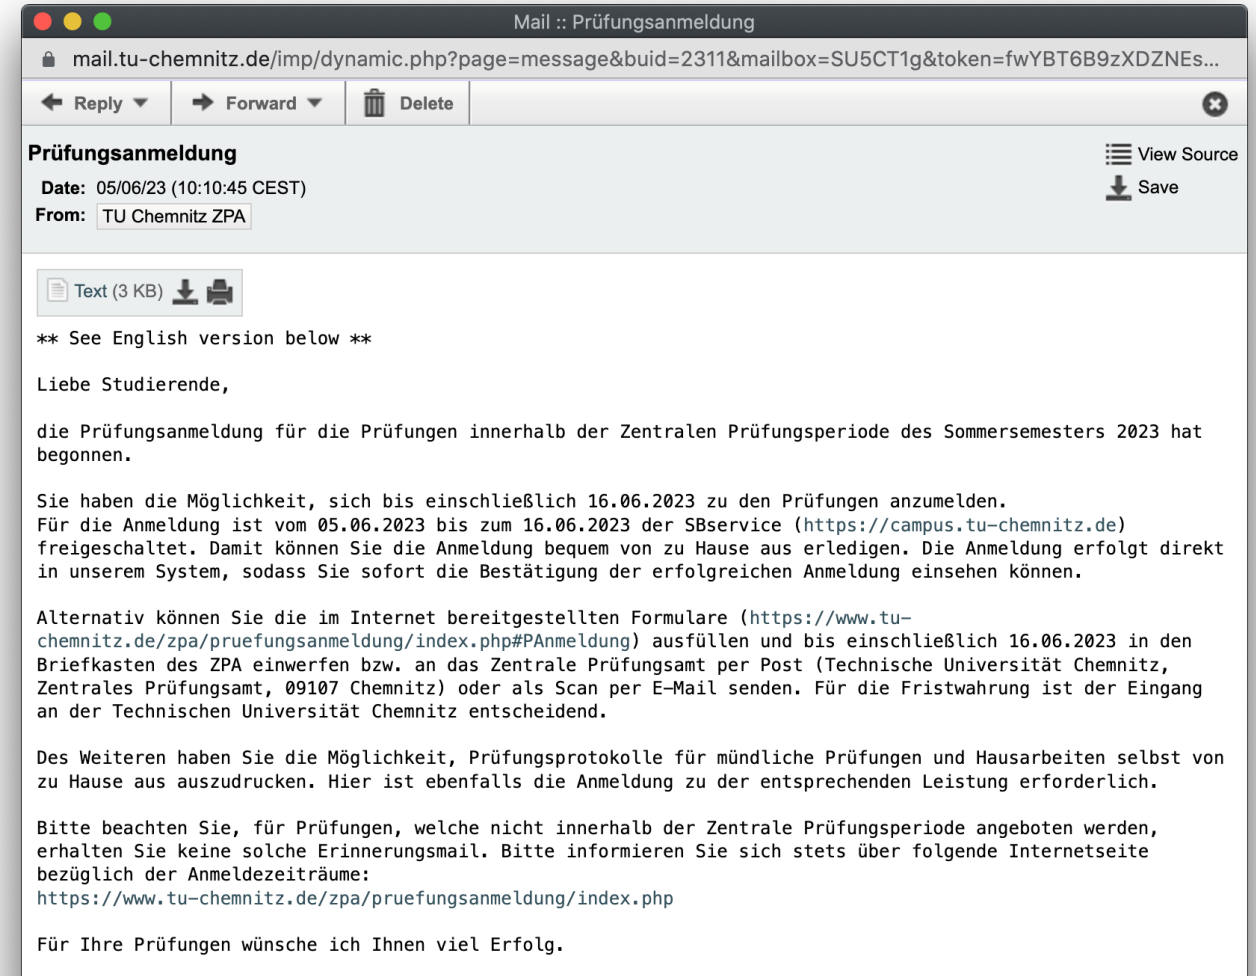 Mail :: Prüfungsanmeldung
mail.tu-chemnitz.de/imp/dynamic.php?page=message&buid=2311&mailbox=SU5CT1g&token=fwYBT6B9zXDZNEs...
Reply
Forward
Delete
Prüfungsanmeldung
View Source
Date: 05/06/23 (10:10:45 CEST)
Save
From: TU Chemnitz ZPA
Text (3 KB)
** See English version below **
Liebe Studierende,
die Prüfungsanmeldung für die Prüfungen innerhalb der Zentralen Prüfungsperiode des Sommersemesters 2023 hat
begonnen.
Sie haben die Möglichkeit, sich bis einschließlich 16.06.2023 zu den Prüfungen anzumelden.
Für die Anmeldung ist vom 05.06.2023 bis zum 16.06.2023 der SBservice (https://campus.tu-chemnitz.de)
freigeschaltet. Damit können Sie die Anmeldung bequem von zu Hause aus erledigen. Die Anmeldung erfolgt direkt
in unserem System, sodass Sie sofort die Bestätigung der erfolgreichen Anmeldung einsehen können.
Alternativ können Sie die im Internet bereitgestellten Formulare (https://www.tu-
chemnitz.de/zpa/pruefungsanmeldung/index.php#PAnmeldung) ausfüllen und bis einschließlich 16.06.2023 in den
Briefkasten des ZPA einwerfen bzw. an das Zentrale Prüfungsamt per Post (Technische Universität Chemnitz,
Zentrales Prüfungsamt, 09107 Chemnitz) oder als Scan per E-Mail senden. Für die Fristwahrung ist der Eingang
an der Technischen Universität Chemnitz entscheidend.
Des Weiteren haben Sie die Möglichkeit, Prüfungsprotokolle für mündliche Prüfungen und Hausarbeiten selbst von
zu Hause aus auszudrucken. Hier ist ebenfalls die Anmeldung zu der entsprechenden Leistung erforderlich.
Bitte beachten Sie, für Prüfungen, welche nicht innerhalb der Zentrale Prüfungsperiode angeboten werden,
erhalten Sie keine solche Erinnerungsmail. Bitte informieren Sie sich stets über folgende Internetseite
bezüglich der Anmeldezeiträume:
https://www.tu-chemnitz.de/zpa/pruefungsanmeldung/index.php
Für Ihre Prüfungen wünsche ich Ihnen viel Erfolg.